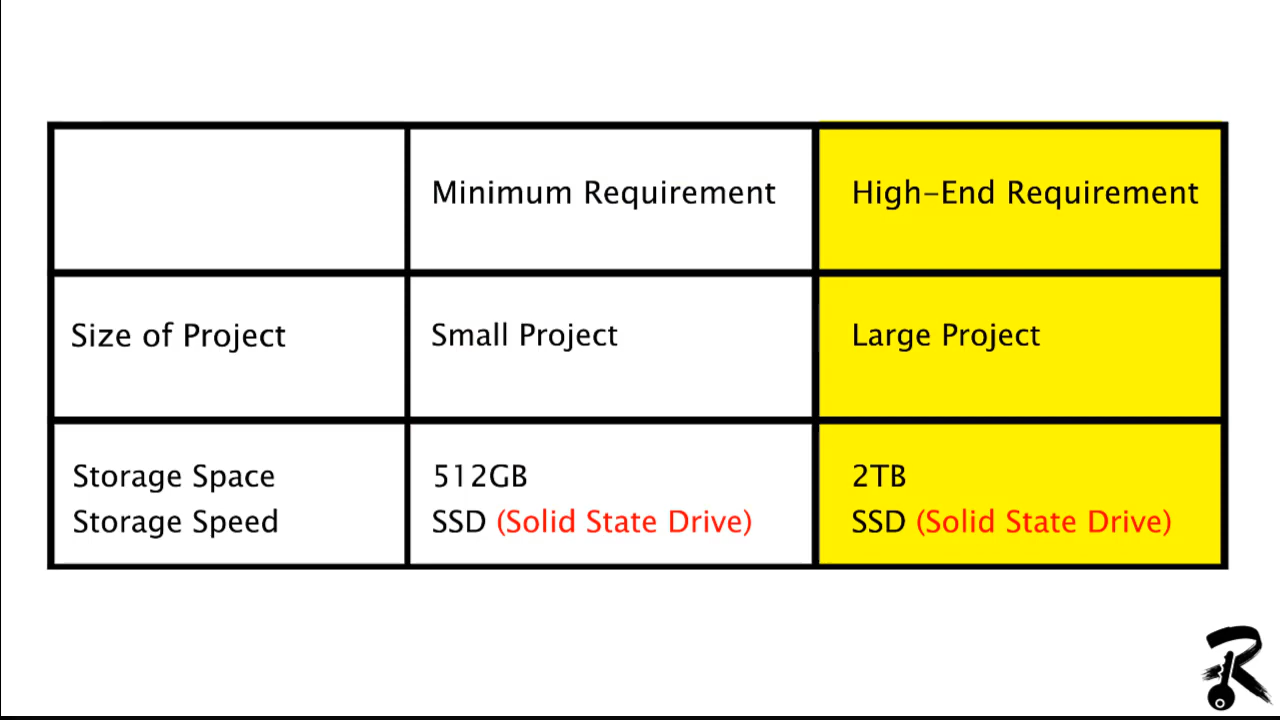 Minimum Requirement
High-End Requirement
Size of Project
Small Project
Large Project
Storage Space
512GB
2TB
Storage Speed
SSD (Solid State Drive)
SSD (Solid State Drive)